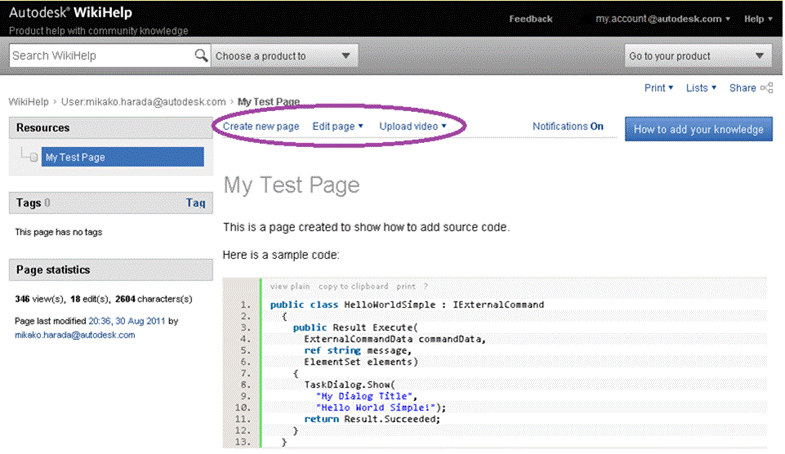 Autodesk® WikiHelp
Product help with community knowledge
Feedback
my.account@autodesk.com
Help
Search WikiHelp
Choose a product to
Go to your product
Print
Lists
Share
WikiHelp > User:mikako.harada@autodesk.com > My Test Page
Resources
My Test Page
Tags 0
Tag
This page has no tags
Page statistics
346 view(s), 18 edit(s), 2604 characters(s)
Page last modified 20:36, 30 Aug 2011 by
mikako.harada@autodesk.com
Create new page
Edit page
Upload video
Notifications On
How to add your knowledge
My Test Page
This is a page created to show how to add source code.
Here is a sample code:
view plain copy to clipboard print ?
1. public class HelloWorldSimple : IExternalCommand
2. {
3. public Result Execute(
4. ExternalCommandData commandData,
5. ref string message,
6. ElementSet elements)
7. {
8. TaskDialog.Show(
9. "My Dialog Title",
10. "Hello World Simple!");
11. return Result.Succeeded;
12. }
13. }